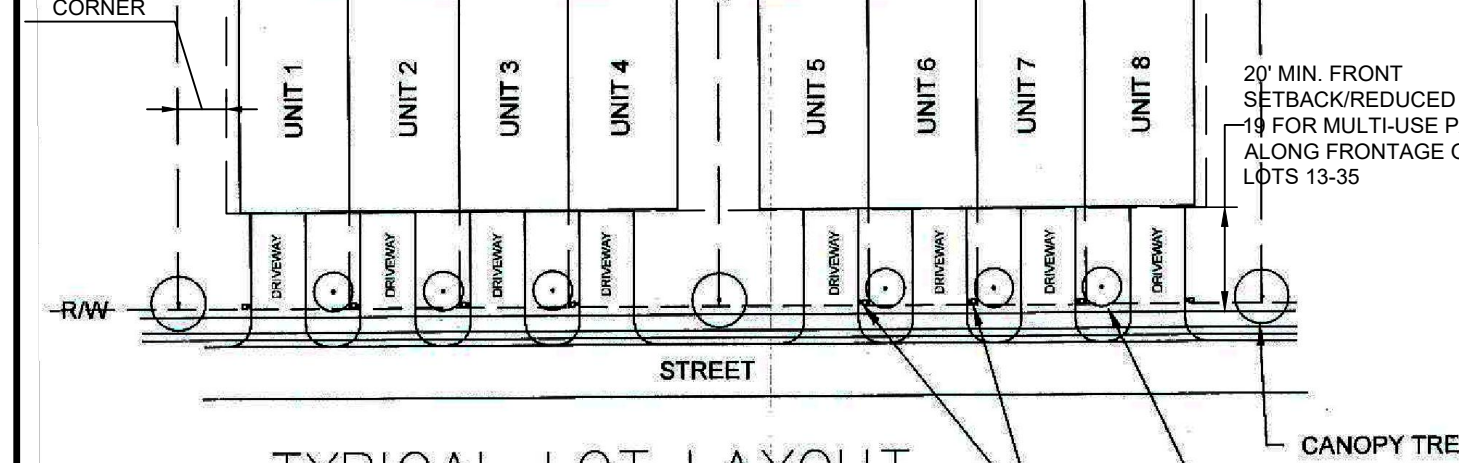 CORNER
UNIT 1
UNIT 2
UNIT 3
UNIT 4
UNIT 5
UNIT 6
UNIT 7
UNIT 8
20' MIN. FRONT
SETBACK/REDUCED
19 FOR MULTI-USE P
ALONG FRONTAGE O
LOTS 13-35
DRIVEWAY
DRIVEWAY
DRIVEWAY
DRIVEWAY
DRIVEWAY
DRIVEWAY
DRIVEWAY
DRIVEWAY
R/W
STREET
CANOPY TRE
TYPICAL LOT LAYOUT